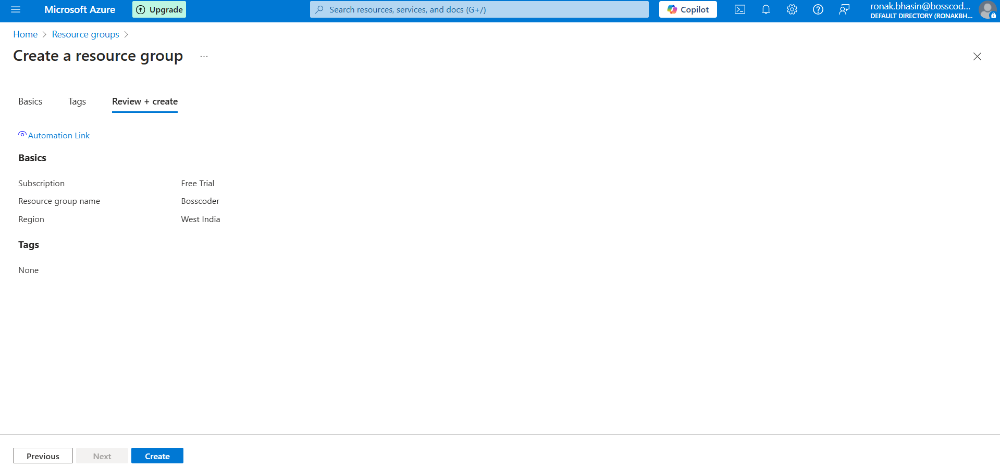 Microsoft Azure
Upgrade
Search resources, services, and docs (G+/)
Copilot
ronak.bhasin@bosscod...
DEFAULT DIRECTORY (RONAKBH...
Home > Resource groups >
Create a resource group ...
Basics Tags Review + create
Automation Link
Basics
Subscription Free Trial
Resource group name Bosscoder
Region West India
Tags
None
Previous Next Create